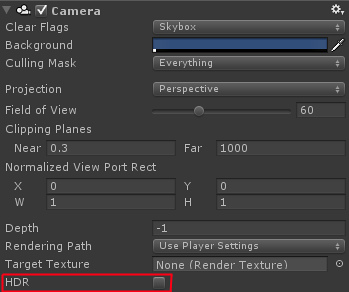 Camera
Clear Flags Skybox
Background
Culling Mask Everything
Projection Perspective
Field of View 60
Clipping Planes
Near 0.3 Far 1000
Normalized View Port Rect
X 0 Y 0
W 1 H 1
Depth -1
Rendering Path Use Player Settings
Target Texture None (Render Texture)
HDR